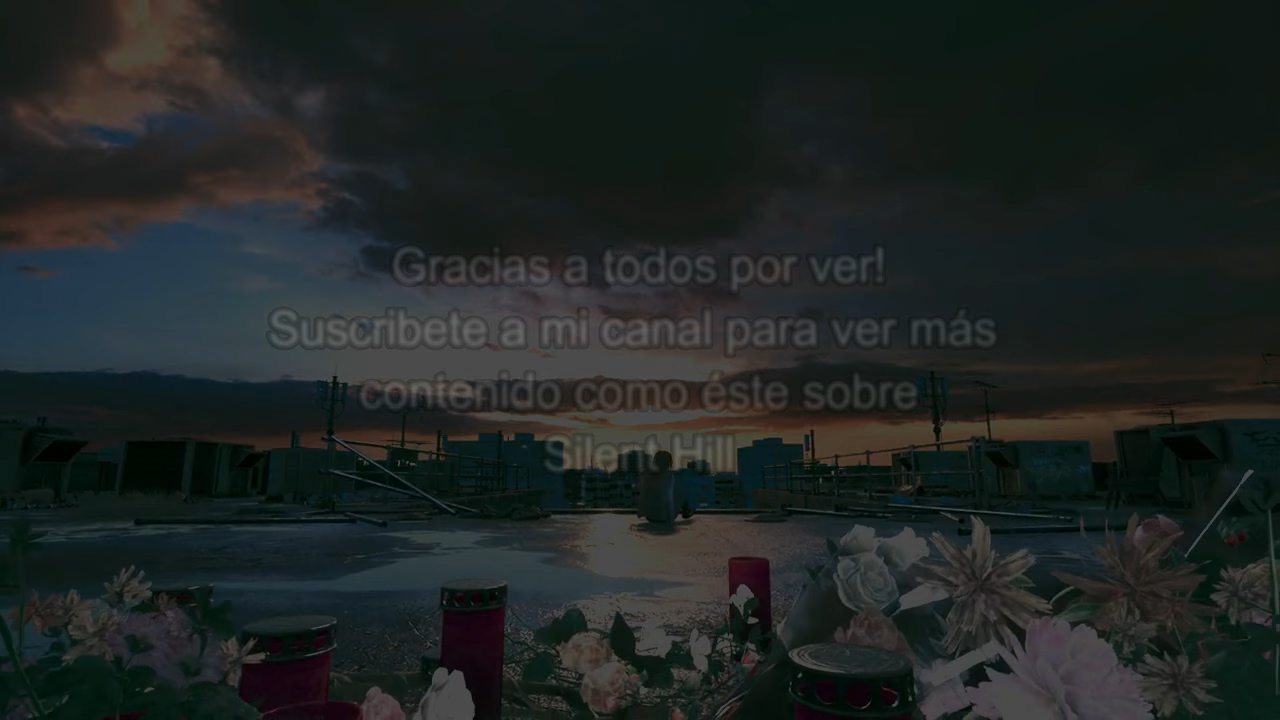 Gracias a todos por ver!
Suscribete a mi canal para ver más
contenido como éste sobre
Silent Hill